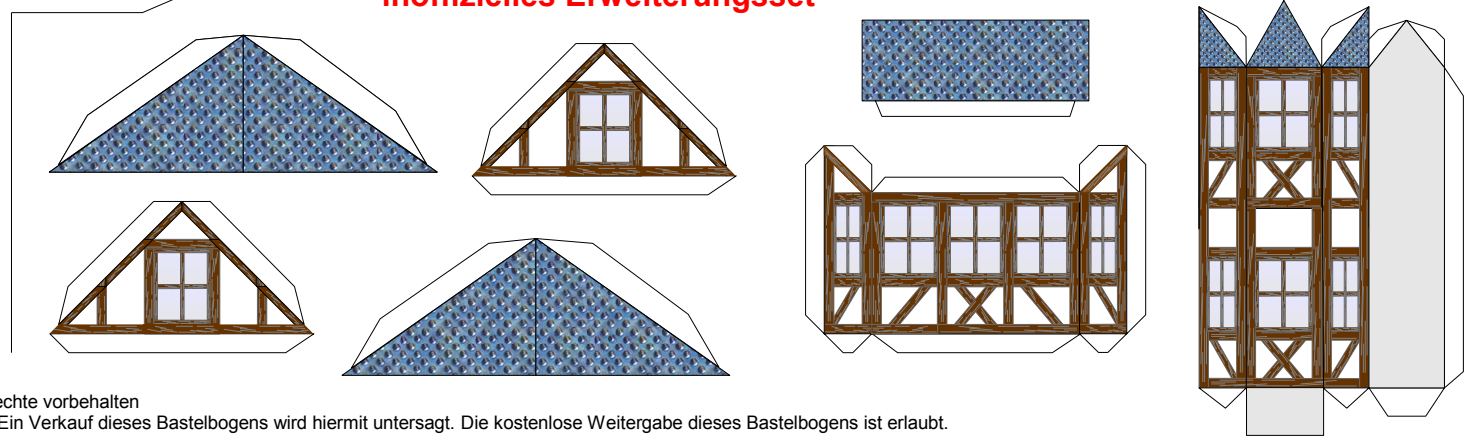 Inoffizielles Erweiterungsset
echte vorbehalten
Ein Verkauf dieses Bastelbogens wird hiermit untersagt. Die kostenlose Weitergabe dieses Bastelbogens ist erlaubt.